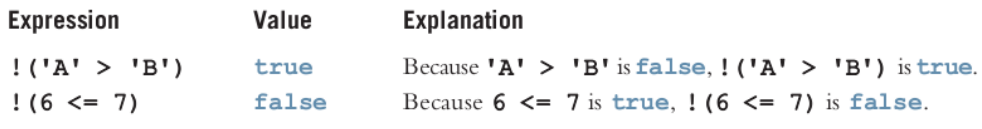 Expression Value Explanation
!('A' > 'B') true Because 'A' > 'B' is false, !('A' > 'B') is true.
!(6 <= 7) false Because 6 <= 7 is true, !(6 <= 7) is false.